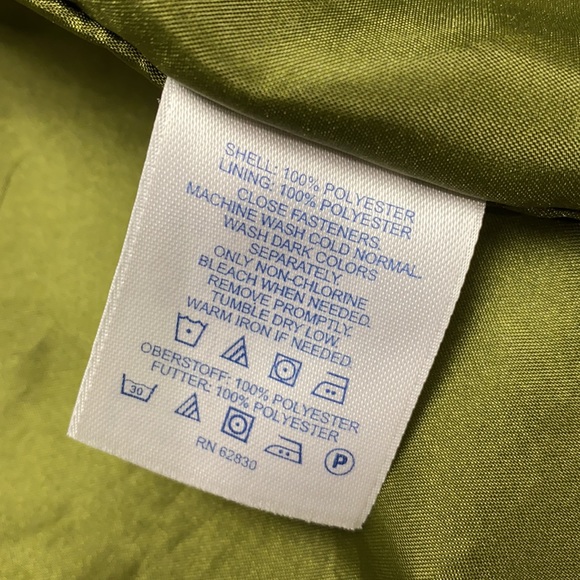 SHELL: 100% POLYESTER
LINING: 100% POLYESTER
CLOSE FASTENERS
MACHINE WASH COLD NORMAL
WASH DARK COLORS
SEPARATELY.
ONLY NON-CHLORINE
BLEACH WHEN NEEDED.
REMOVE PROMPTLY.
TUMBLE DRY LOW.
WARM IRON IF NEEDED.
OBERSTOFF: 100% POLYESTER
FUTTER: 100% POLYESTER
30
P
RN 62830